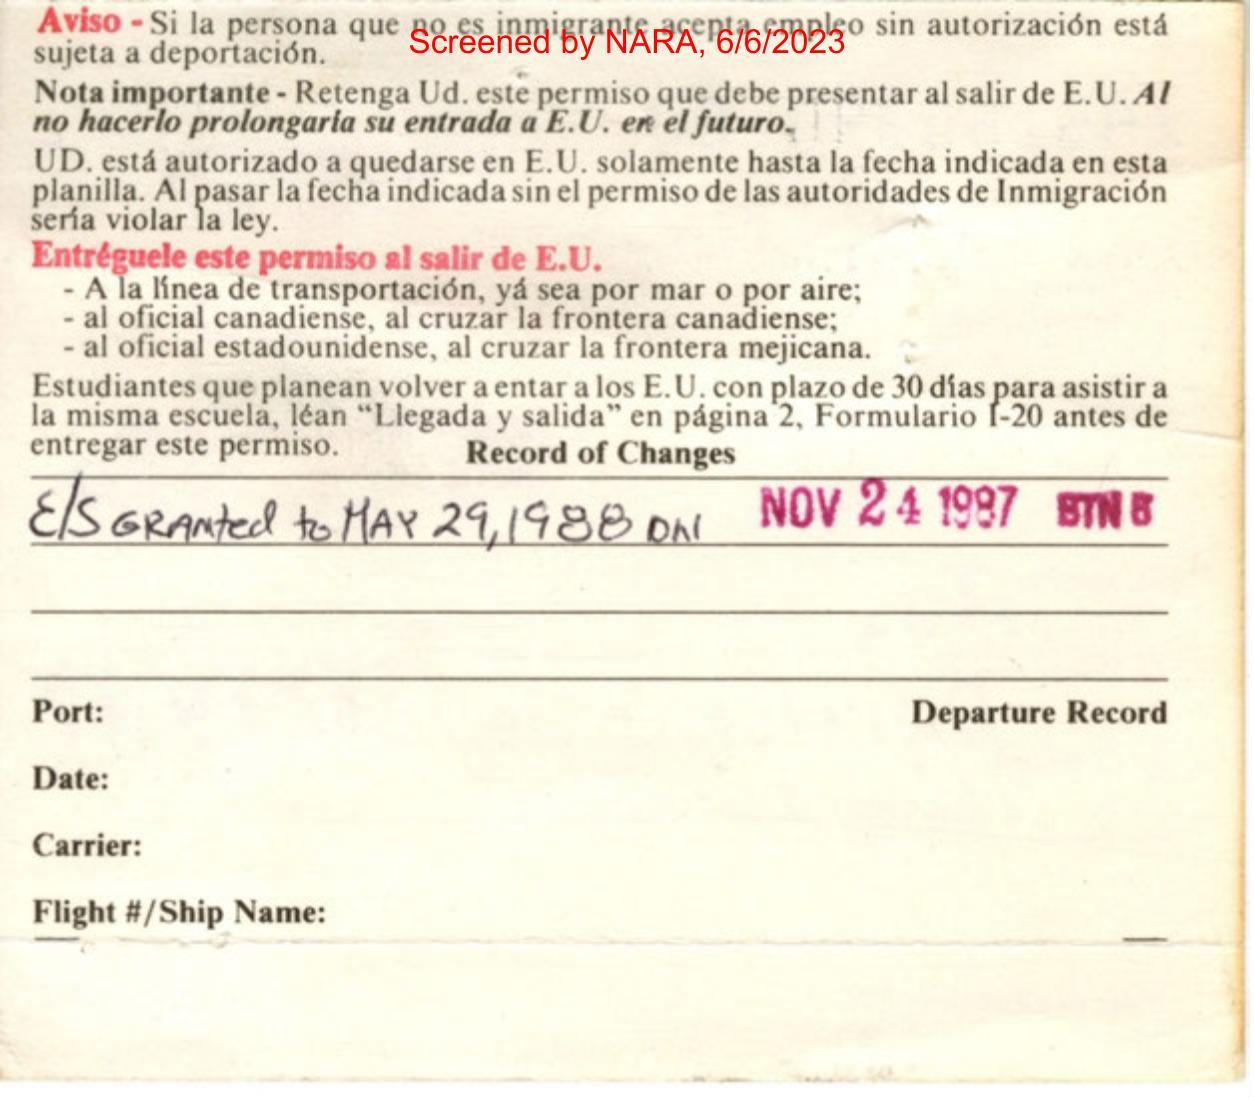 Aviso - Si la persona que no es inmigrante acepta empleo sin autorización está
Screened by NARA, 6/6/2023
sujeta a deportación.
Nota importante - Retenga Ud. este permiso que debe presentar al salir de E.U. Al
no hacerlo prolongaría su entrada a E.U. en el futuro.
UD. está autorizado a quedarse en E.U. solamente hasta la fecha indicada en esta
planilla. Al pasar la fecha indicada sin el permiso de las autoridades de Inmigración
sería violar la ley.
Entréguele este permiso al salir de E.U.
- A la línea de transportación, yá sea por mar o por aire;
- al oficial canadiense, al cruzar la frontera canadiense;
- al oficial estadounidense, al cruzar la frontera mejicana.
Estudiantes que planean volver a entar a los E.U. con plazo de 30 días para asistir a
la misma escuela, léan “Llegada y salida” en página 2, Formulario I-20 antes de
entregar este permiso.
Record of Changes
E/S GRANted to MAY 29, 1988 NOV 24 1987
Port: Departure Record
Date:
Carrier:
Flight #/Ship Name: